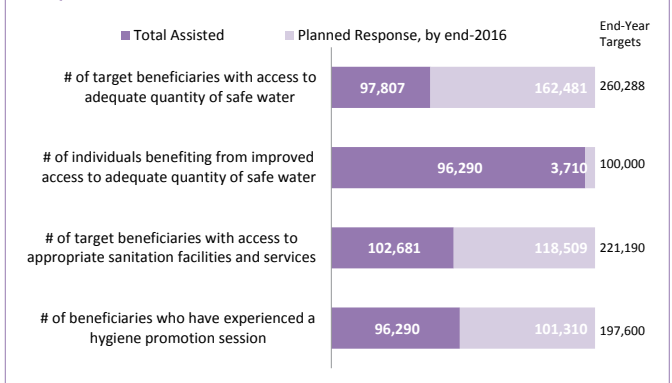 Total Assisted
Planned Response, by end-2016
End-Year
Targets
# of target beneficiaries with access to
adequate quantity of safe water
97,807
162,481
260,288
# of individuals benefiting from improved
access to adequate quantity of safe water
96,290
3,710
100,000
# of target beneficiaries with access to
appropriate sanitation facilities and services
102,681
118,509
221,190
# of beneficiaries who have experienced a
hygiene promotion session
96,290
101,310
197,600